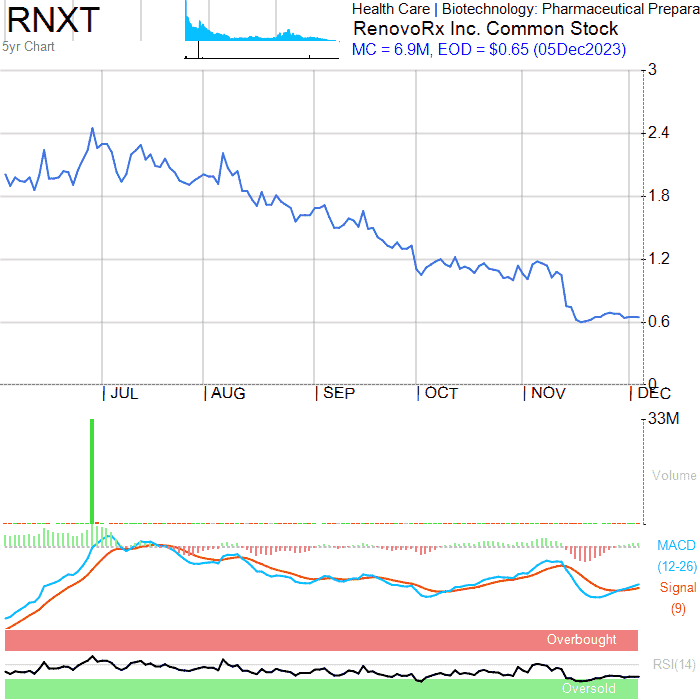 RNXT
5yr Chart
Health Care | Biotechnology: Pharmaceutical Prepara
RenovoRx Inc. Common Stock
MC = 6.9M, EOD = $0.65 (05Dec2023)
3
2.4
1.8
1.2
0.6
0
JUL
AUG
SEP
OCT
NOV
DEC
33M
Volume
MACD
(12-26)
Signal
(9)
Overbought
RSI(14)
Oversold